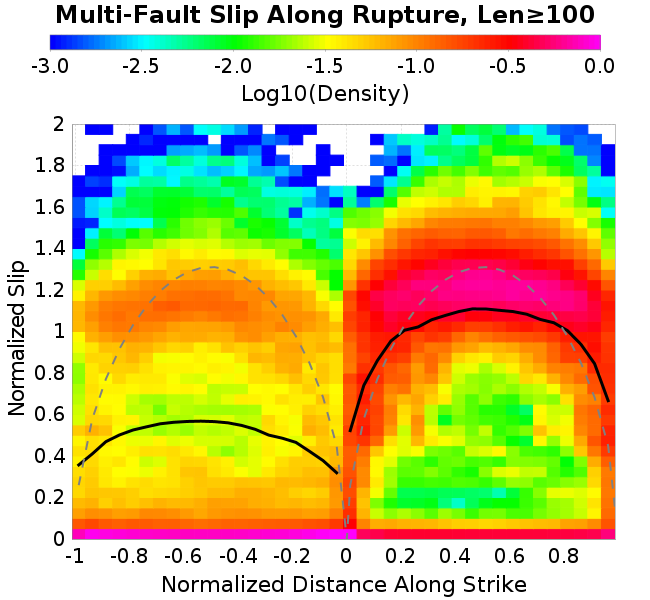 Multi-Fault Slip Along Rupture, Len≥100
-3.0 -2.5 -2.0 -1.5 -1.0 -0.5 0.0
Log10(Density)
2
1.8
1.6
1.4
1.2
1
0.8
0.6
0.4
0.2
0
Normalized Slip
-1 -0.8 -0.6 -0.4 -0.2 0 0.2 0.4 0.6 0.8
Normalized Distance Along Strike